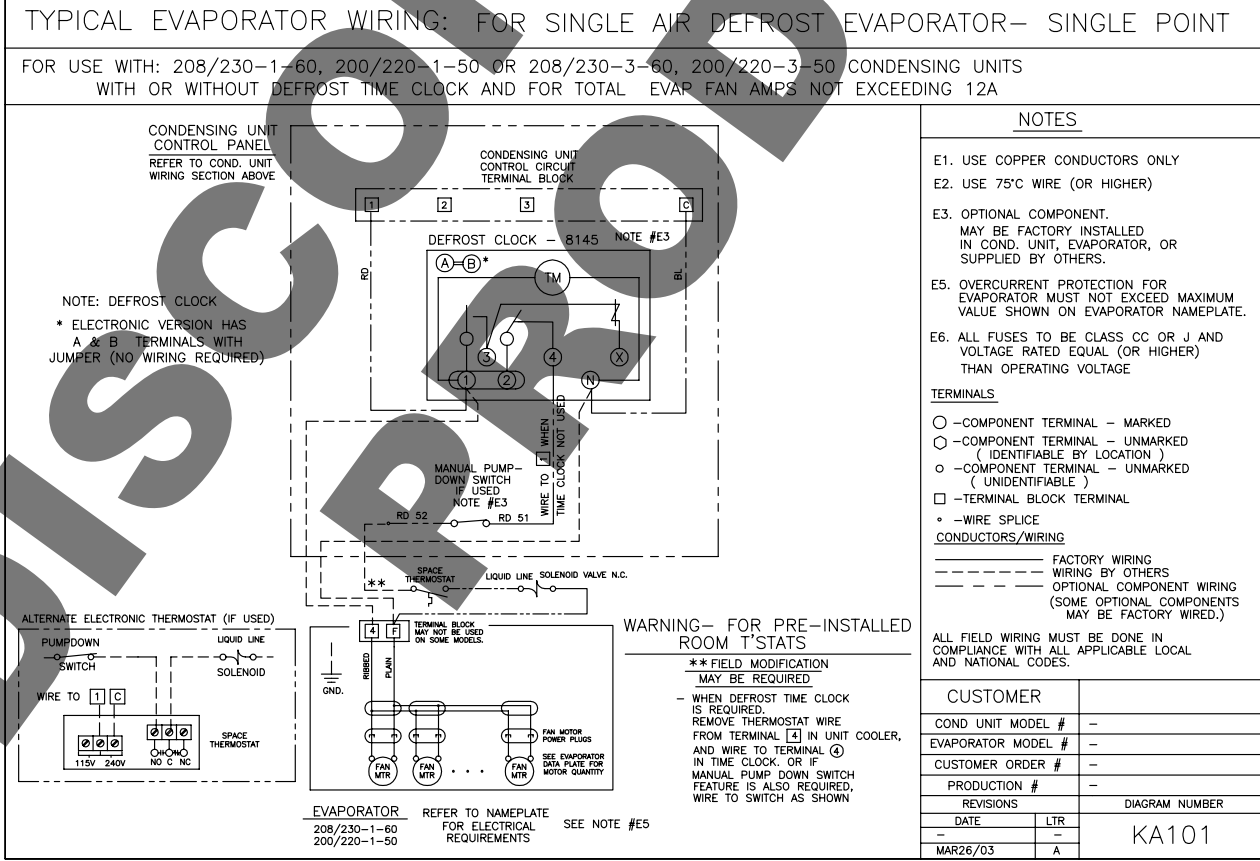 TYPICAL EVAPORATOR WIRING: FOR SINGLE AIR DEFROST EVAPORATOR– SINGLE POINT
FOR USE WITH: 208/230–1–60, 200/220–1–50 OR 208/230–3–60, 200/220–3–50 CONDENSING UNITS
WITH OR WITHOUT DEFROST TIME CLOCK AND FOR TOTAL EVAP FAN AMPS NOT EXCEEDING 12A
DISCO
PROD
CONDENSING UNIT
CONTROL PANEL
REFER TO COND. UNIT
WIRING SECTION ABOVE
CONDENSING UNIT
CONTROL CIRCUIT
TERMINAL BLOCK
1 2 3 C
DEFROST CLOCK – 8145 NOTE #E3
A B *
TM
RD
BL
3 4 X
1 2 N
NOTE: DEFROST CLOCK
* ELECTRONIC VERSION HAS
A & B TERMINALS WITH
JUMPER (NO WIRING REQUIRED)
WIRE TO 1 WHEN
TIME CLOCK NOT USED
MANUAL PUMP–
DOWN SWITCH
IF USED
NOTE #E3
RD 52 RD 51
**
SPACE
THERMOSTAT
LIQUID LINE SOLENOID VALVE N.C.
4 F
TERMINAL BLOCK
MAY NOT BE USED
ON SOME MODELS.
GND.
RIBBED
PLAIN
FAN MOTOR
POWER PLUGS
SEE EVAPORATOR
DATA PLATE FOR
MOTOR QUANTITY
FAN
MTR
FAN
MTR
. . .
FAN
MTR
EVAPORATOR
208/230–1–60
200/220–1–50
REFER TO NAMEPLATE
FOR ELECTRICAL
REQUIREMENTS
SEE NOTE #E5
ALTERNATE ELECTRONIC THERMOSTAT (IF USED)
PUMPDOWN
SWITCH
LIQUID LINE
SOLENOID
WIRE TO 1 C
115V 240V
NO C NC
SPACE
THERMOSTAT
WARNING– FOR PRE–INSTALLED
ROOM T'STATS
** FIELD MODIFICATION
MAY BE REQUIRED
– WHEN DEFROST TIME CLOCK
IS REQUIRED.
REMOVE THERMOSTAT WIRE
FROM TERMINAL 4 IN UNIT COOLER,
AND WIRE TO TERMINAL 4
IN TIME CLOCK. OR IF
MANUAL PUMP DOWN SWITCH
FEATURE IS ALSO REQUIRED,
WIRE TO SWITCH AS SHOWN
NOTES
E1. USE COPPER CONDUCTORS ONLY
E2. USE 75°C WIRE (OR HIGHER)
E3. OPTIONAL COMPONENT.
MAY BE FACTORY INSTALLED
IN COND. UNIT, EVAPORATOR, OR
SUPPLIED BY OTHERS.
E5. OVERCURRENT PROTECTION FOR
EVAPORATOR MUST NOT EXCEED MAXIMUM
VALUE SHOWN ON EVAPORATOR NAMEPLATE.
E6. ALL FUSES TO BE CLASS CC OR J AND
VOLTAGE RATED EQUAL (OR HIGHER)
THAN OPERATING VOLTAGE
TERMINALS
–COMPONENT TERMINAL – MARKED
–COMPONENT TERMINAL – UNMARKED
( IDENTIFIABLE BY LOCATION )
–COMPONENT TERMINAL – UNMARKED
( UNIDENTIFIABLE )
–TERMINAL BLOCK TERMINAL
–WIRE SPLICE
CONDUCTORS/WIRING
FACTORY WIRING
WIRING BY OTHERS
OPTIONAL COMPONENT WIRING
(SOME OPTIONAL COMPONENTS
MAY BE FACTORY WIRED.)
ALL FIELD WIRING MUST BE DONE IN
COMPLIANCE WITH ALL APPLICABLE LOCAL
AND NATIONAL CODES.
CUSTOMER
COND UNIT MODEL # –
EVAPORATOR MODEL # –
CUSTOMER ORDER # –
PRODUCTION # –
REVISIONS DIAGRAM NUMBER
DATE LTR
– –
MAR26/03 A
KA101